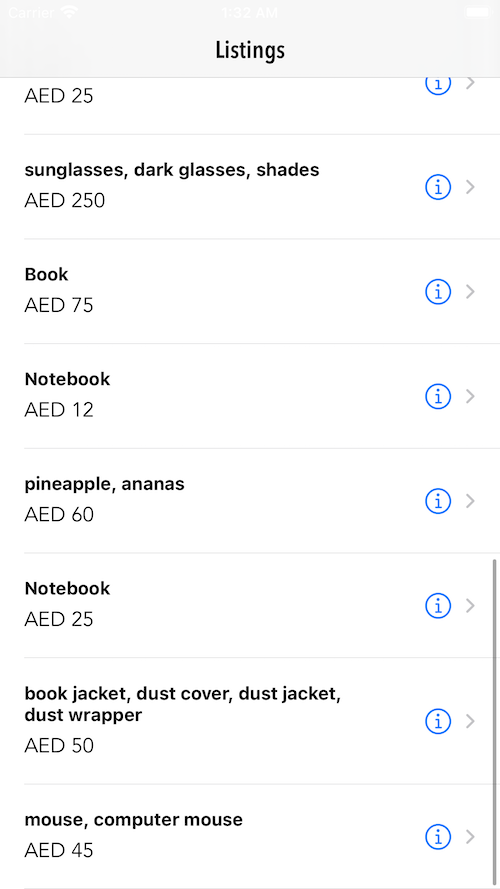 Carrier 1:32 AM
Listings
AED 25
sunglasses, dark glasses, shades
AED 250
Book
AED 75
Notebook
AED 12
pineapple, ananas
AED 60
Notebook
AED 25
book jacket, dust cover, dust jacket,
dust wrapper
AED 50
mouse, computer mouse
AED 45